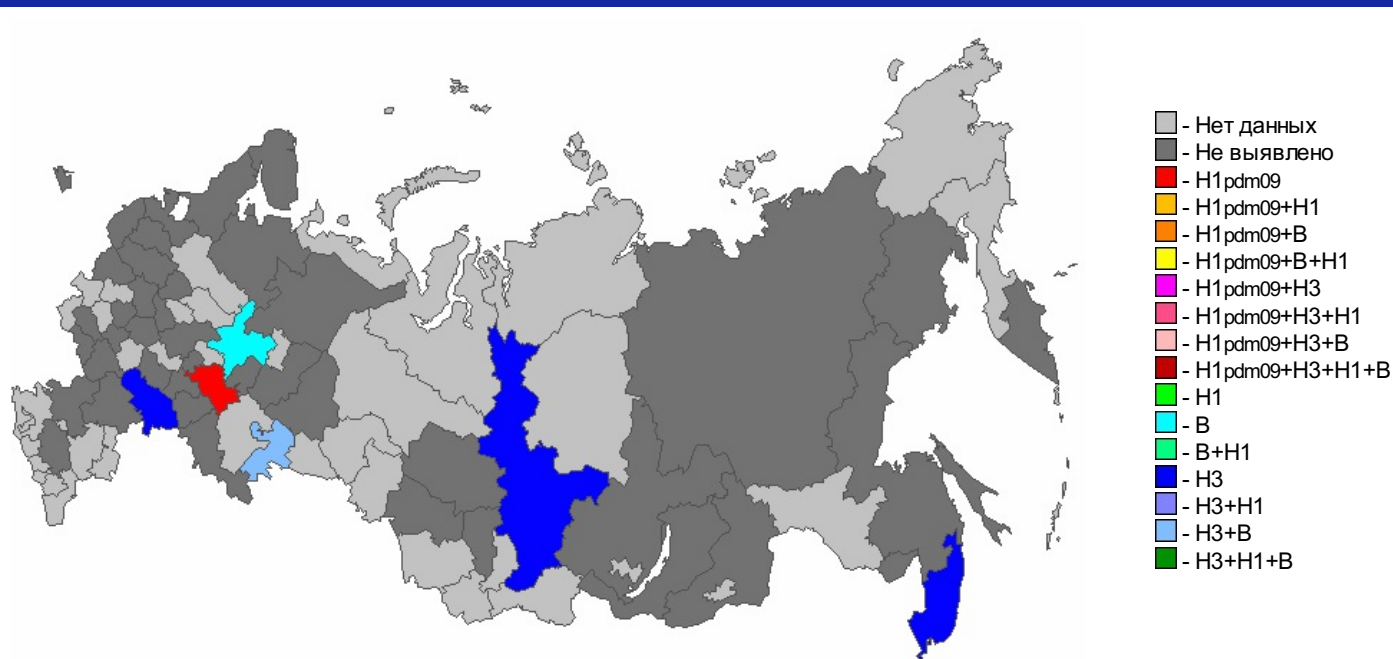 - Нет данных
- Не выявлено
- H1pdm09
- H1pdm09+H1
- H1pdm09+B
- H1pdm09+B+H1
- H1pdm09+H3
- H1pdm09+H3+H1
- H1pdm09+H3+B
- H1pdm09+H3+H1+B
- H1
- B
- B+H1
- H3
- H3+H1
- H3+B
- H3+H1+B